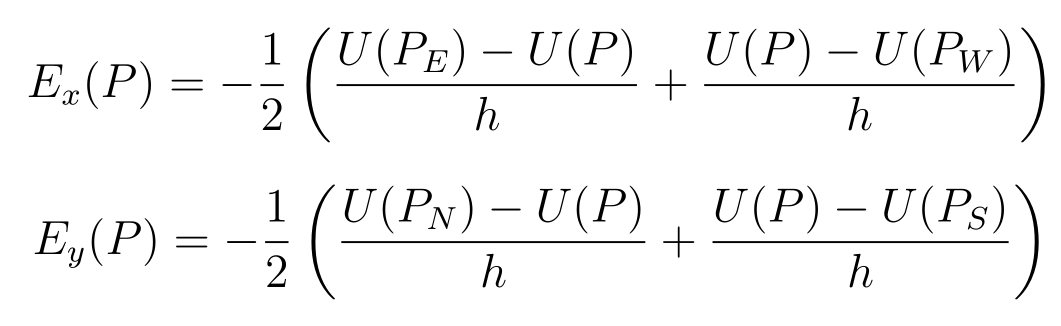 $E_x(P) = -\frac{1}{2} \left( \frac{U(P_E) - U(P)}{h} + \frac{U(P) - U(P_W)}{h} \right)$
$E_y(P) = -\frac{1}{2} \left( \frac{U(P_N) - U(P)}{h} + \frac{U(P) - U(P_S)}{h} \right)$